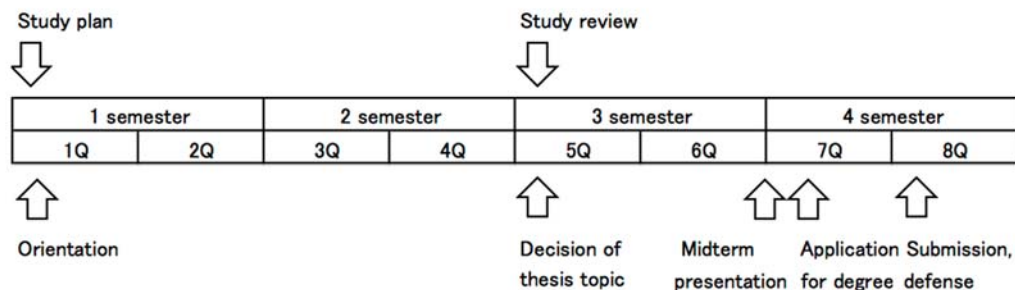 Study plan
Study review
1 semester
2 semester
3 semester
4 semester
1Q
2Q
3Q
4Q
5Q
6Q
7Q
8Q
Orientation
Decision of
thesis topic
Midterm
presentation
Application
for degree
Submission,
defense